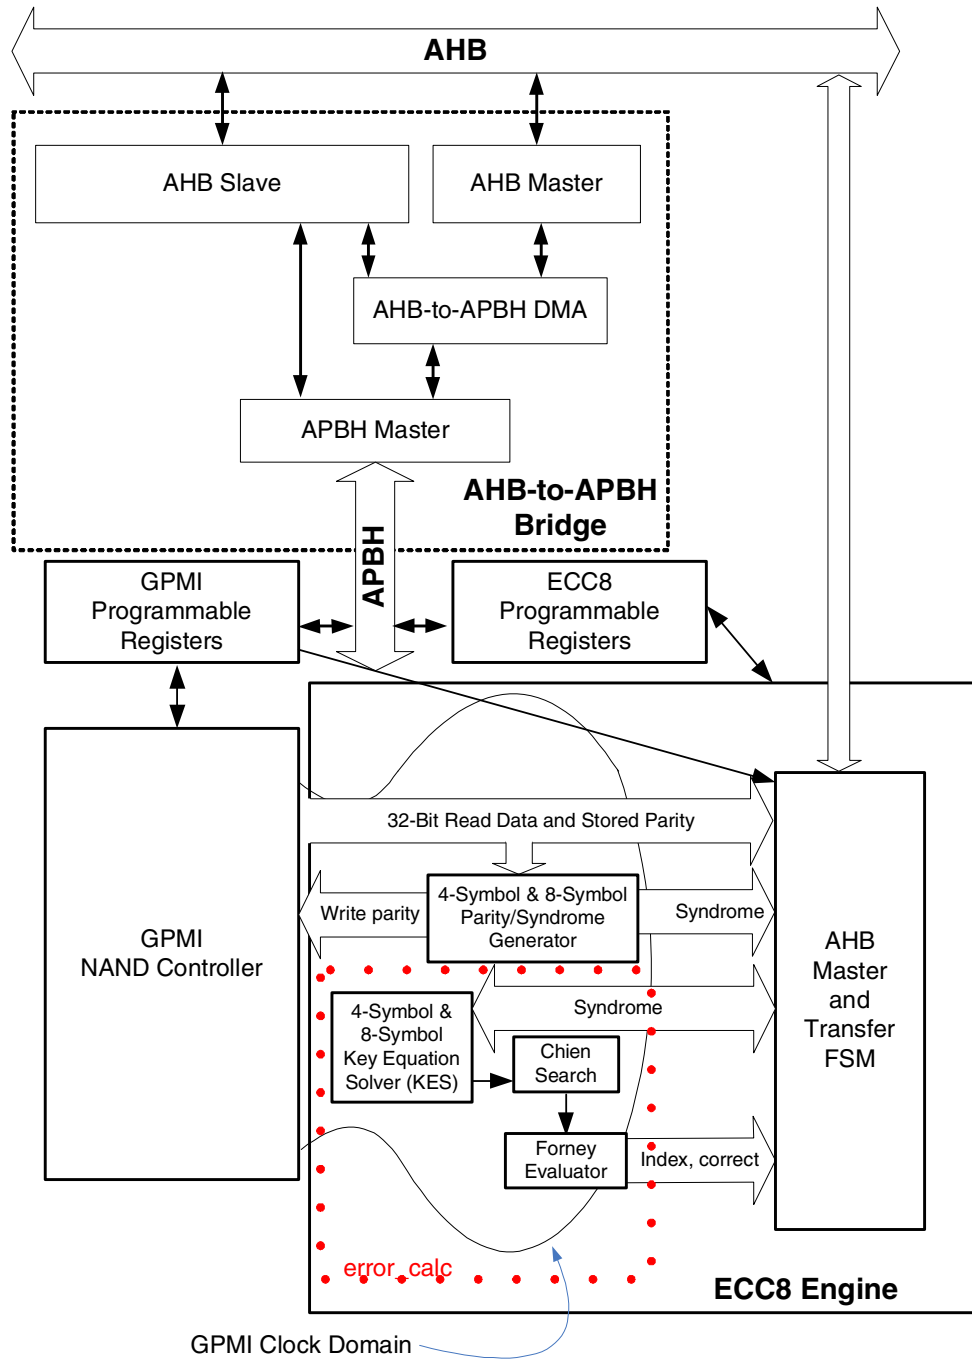 AHB
AHB Slave
AHB Master
AHB-to-APBH DMA
APBH Master
AHB-to-APBH
Bridge
APBH
GPMI
Programmable
Registers
ECC8
Programmable
Registers
32-Bit Read Data and Stored Parity
Write parity
4-Symbol & 8-Symbol
Parity/Syndrome
Generator
Syndrome
GPMI
NAND Controller
AHB
Master
and
Transfer
FSM
Syndrome
4-Symbol &
8-Symbol
Key Equation
Solver (KES)
Chien
Search
Forney
Evaluator
Index, correct
error_calc
ECC8 Engine
GPMI Clock Domain